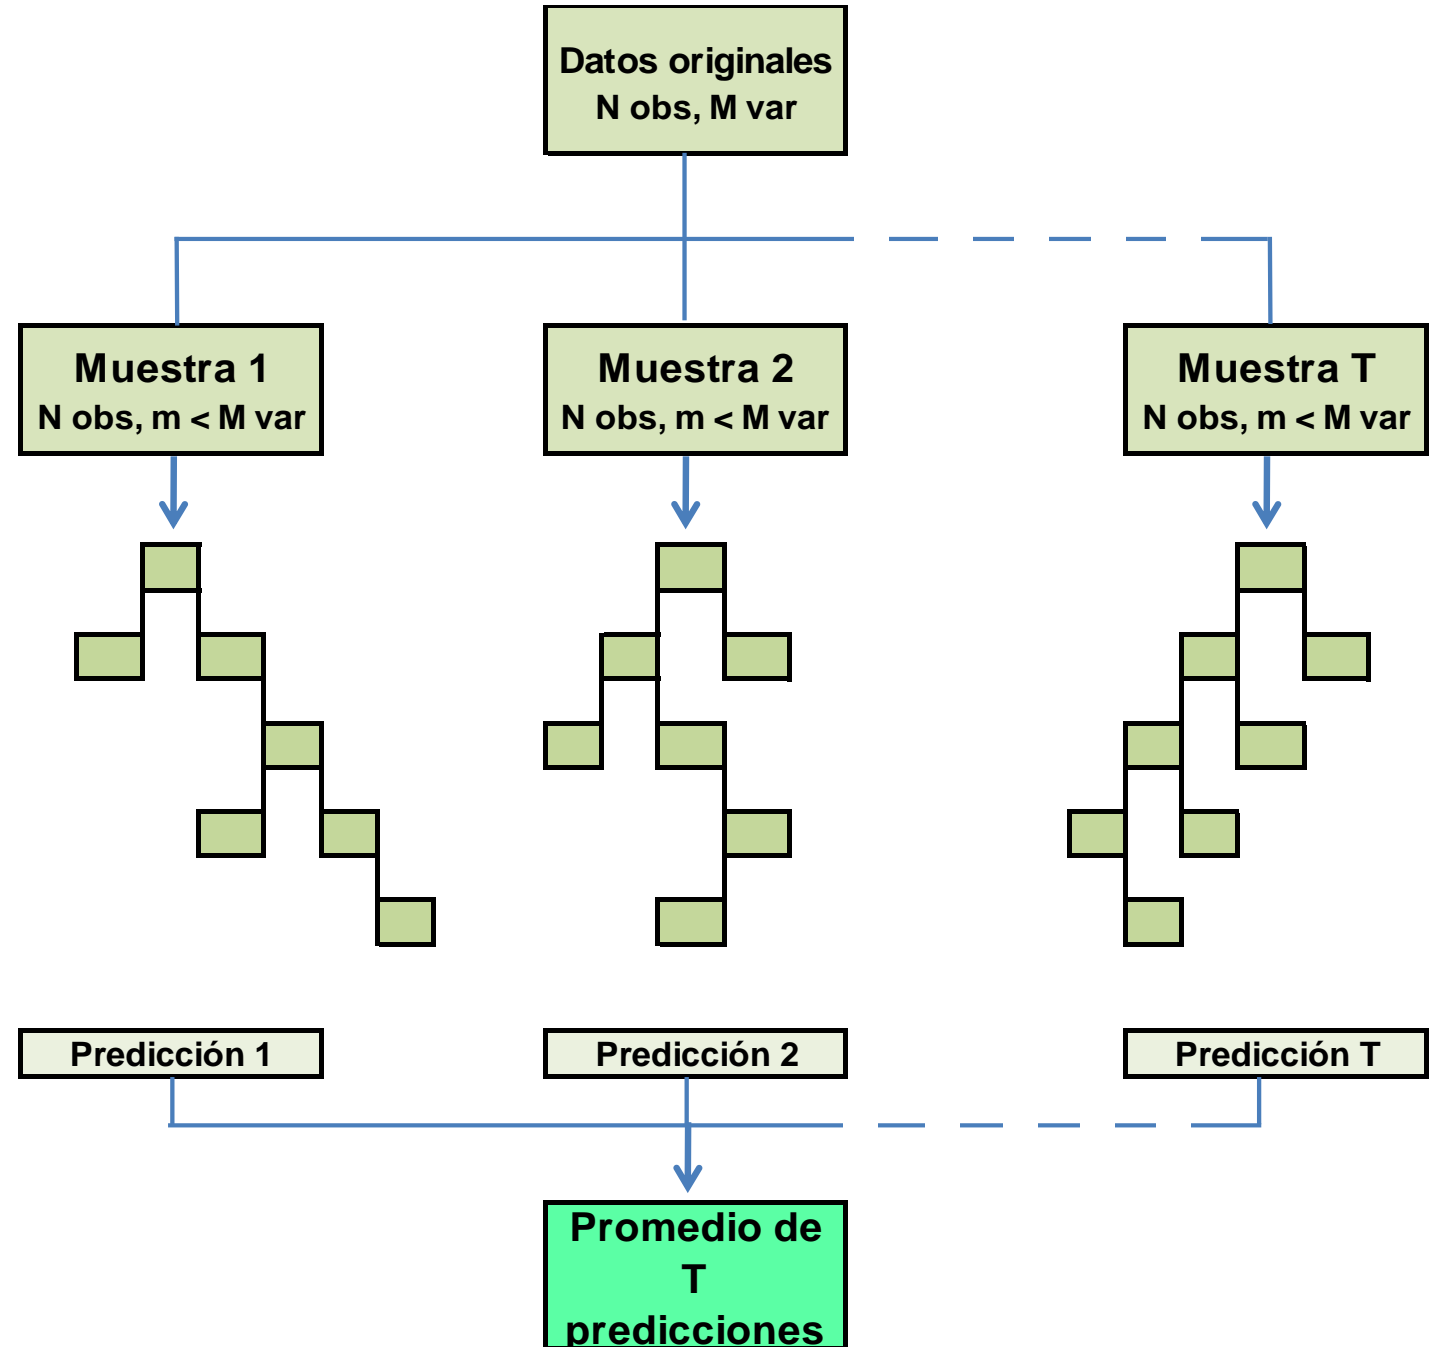 Datos originales
N obs, M var
Muestra 1
N obs, m < M var
Muestra 2
N obs, m < M var
Muestra T
N obs, m < M var
Predicción 1
Predicción 2
Predicción T
Promedio de
T
predicciones